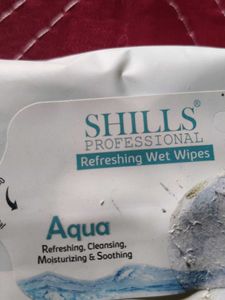 SHILLS®
PROFESSIONAL
Refreshing Wet Wipes
Aqua
Refreshing, Cleansing,
Moisturizing & Soothing